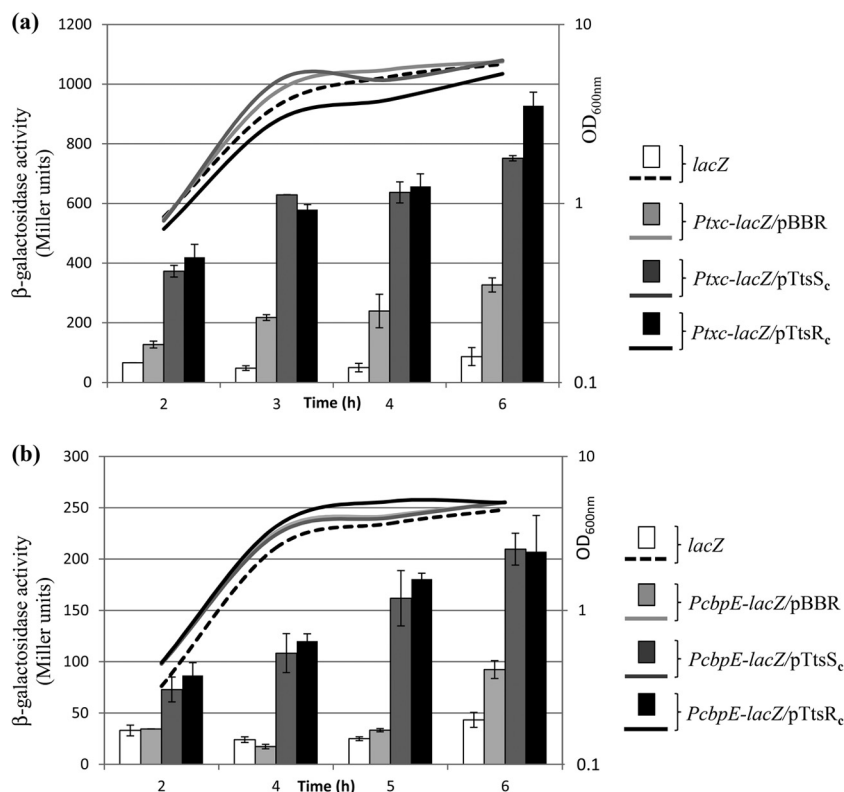 (a)
β-galactosidase activity
(Miller units)
1200
1000
800
600
400
200
0
10
1
0.1
OD600nm
2
3
Time (h)
4
6
lacZ
Ptxc-lacZ/pBBR
Ptxc-lacZ/pTtsSc
Ptxc-lacZ/pTtsRc
(b)
β-galactosidase activity
(Miller units)
300
250
200
150
100
50
0
10
1
0.1
OD600nm
2
4
Time (h)
5
6
lacZ
PcbpE-lacZ/pBBR
PcbpE-lacZ/pTtsSc
PcbpE-lacZ/pTtsRc